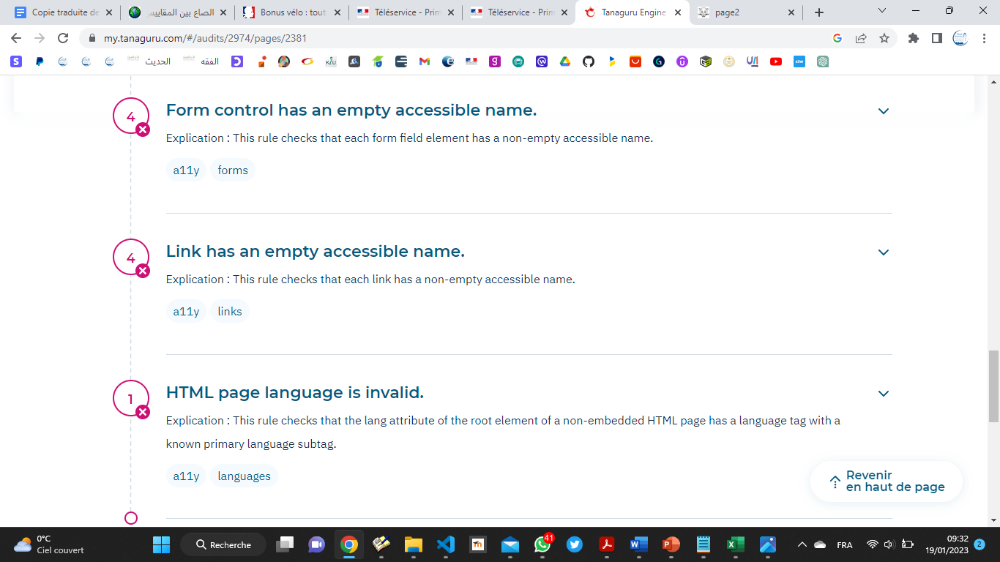 Copie traduite de
الصاع بين المقاييس
Bonus vélo : tout
Téléservice - Prim
Téléservice - Prim
Tanaguru Engine
page2
my.tanaguru.com/#/audits/2974/pages/2381
الحديث
الفقه
4
Form control has an empty accessible name.
Explication : This rule checks that each form field element has a non-empty accessible name.
a11y
forms
4
Link has an empty accessible name.
Explication : This rule checks that each link has a non-empty accessible name.
a11y
links
1
HTML page language is invalid.
Explication : This rule checks that the lang attribute of the root element of a non-embedded HTML page has a language tag with a
known primary language subtag.
a11y
languages
Revenir
en haut de page
0°C
Ciel couvert
Recherche
41
FRA
09:32
19/01/2023
2